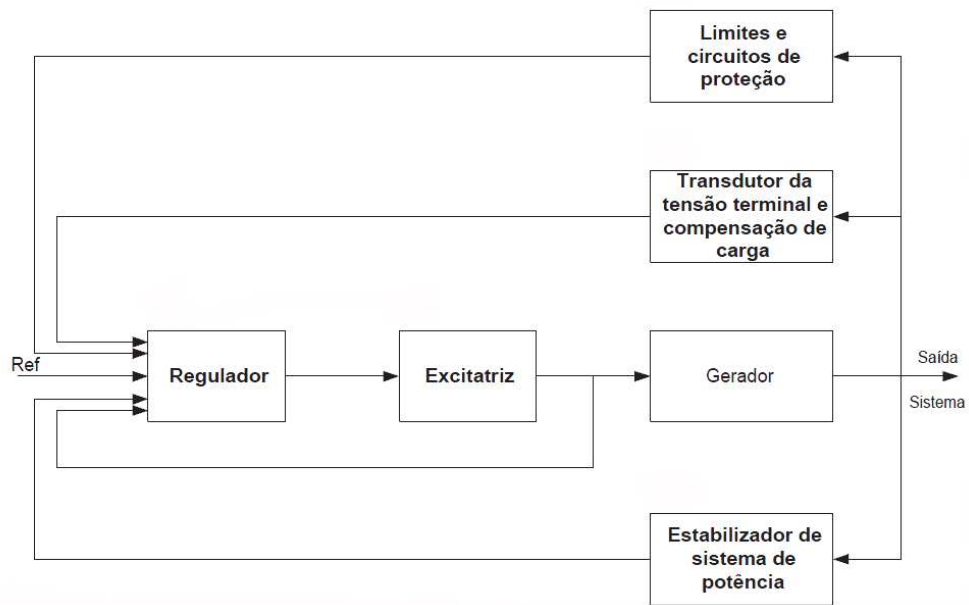 Limites e
circuitos de
proteção
Transdutor da
tensão terminal e
compensação de
carga
Ref
Regulador
Excitatriz
Gerador
Saída
Sistema
Estabilizador de
sistema de
potência